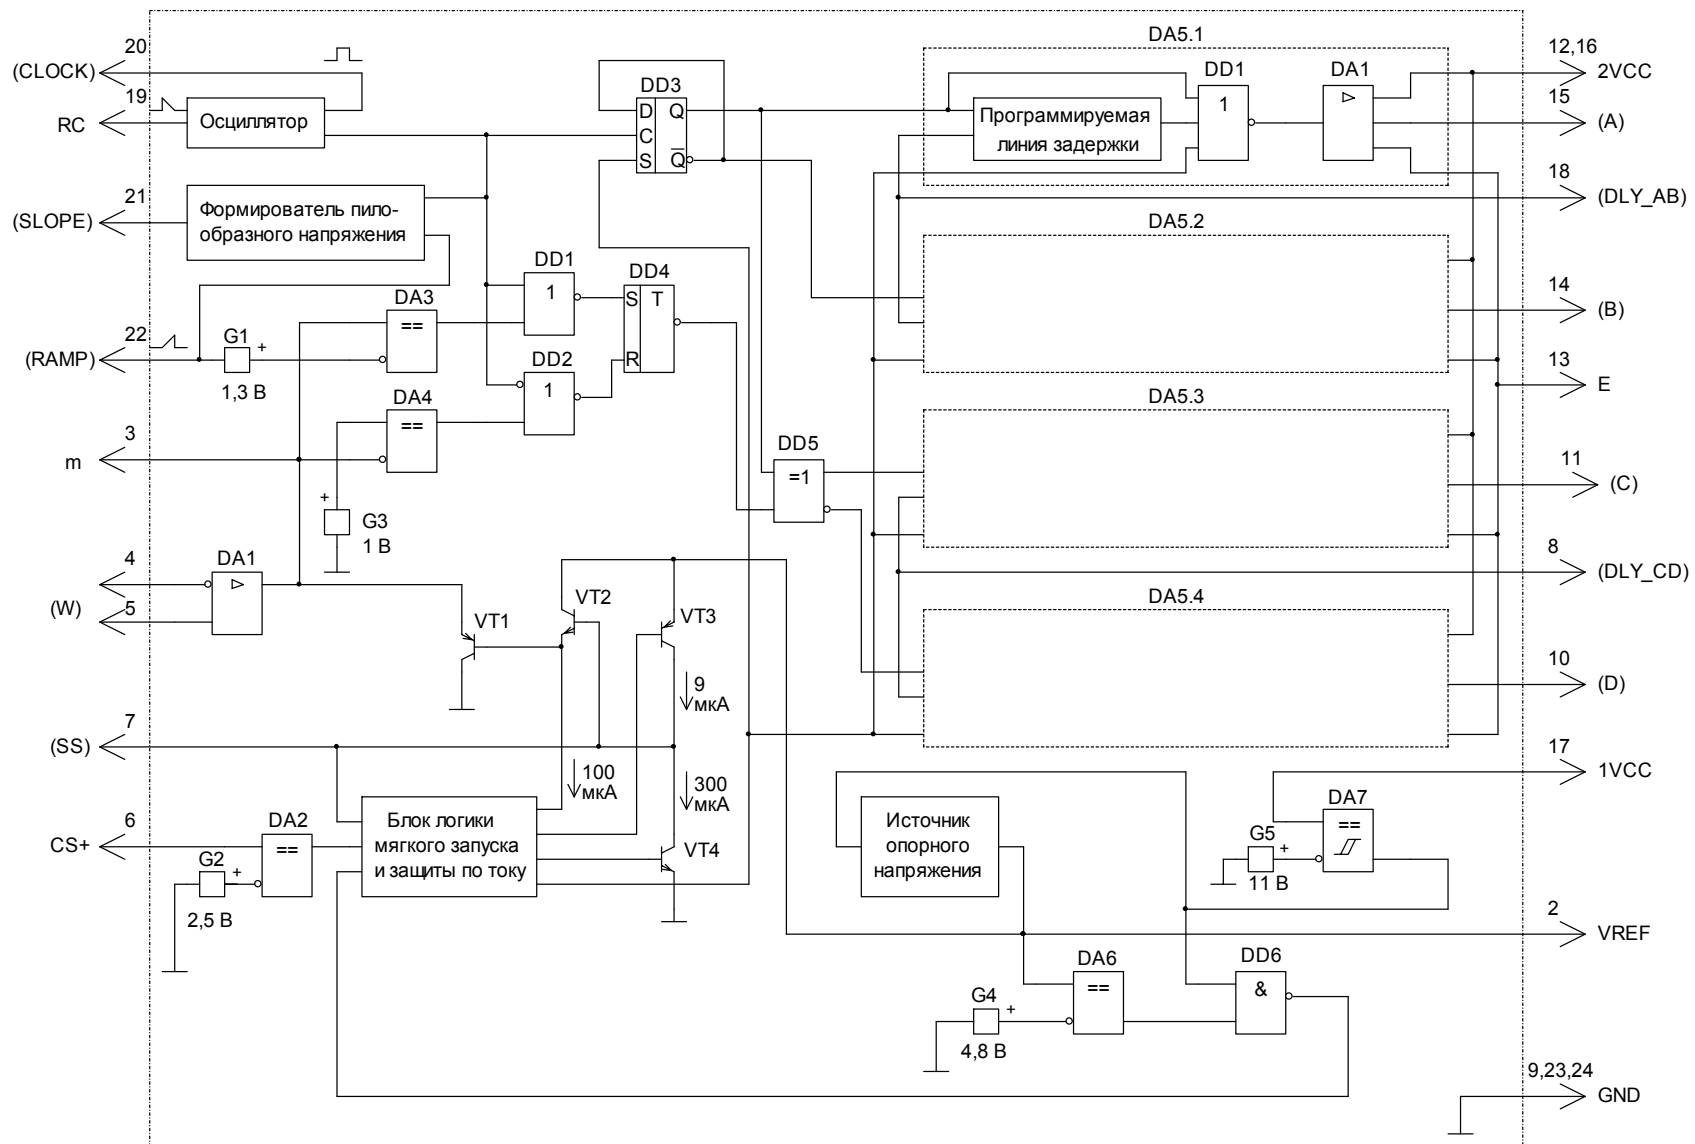 20
(CLOCK)
19
RC
Осциллятор
21
(SLOPE)
Формирователь пило-
образного напряжения
22
(RAMP)
G1
+
1,3 В
DA3
==
DD1
1
DD2
1
DA4
==
3
m
+
G3
1 В
DD4
S T
R
DD3
D Q
C
S Q
4
(W)
5
DA1
▷
VT1
VT2
VT3
9
мкА
7
(SS)
100
мкА
300
мкА
6
CS+
DA2
==
G2
+
2,5 В
Блок логики
мягкого запуска
и защиты по току
VT4
DD5
=1
DA5.1
Программируемая
линия задержки
DD1
1
DA1
▷
DA5.2
DA5.3
DA5.4
12,16
2VCC
15
(A)
18
(DLY_AB)
14
(B)
13
E
11
(C)
8
(DLY_CD)
10
(D)
17
1VCC
DA7
==
G5
+
11 В
Источник
опорного
напряжения
2
VREF
DA6
==
G4
+
4,8 В
DD6
&
9,23,24
GND